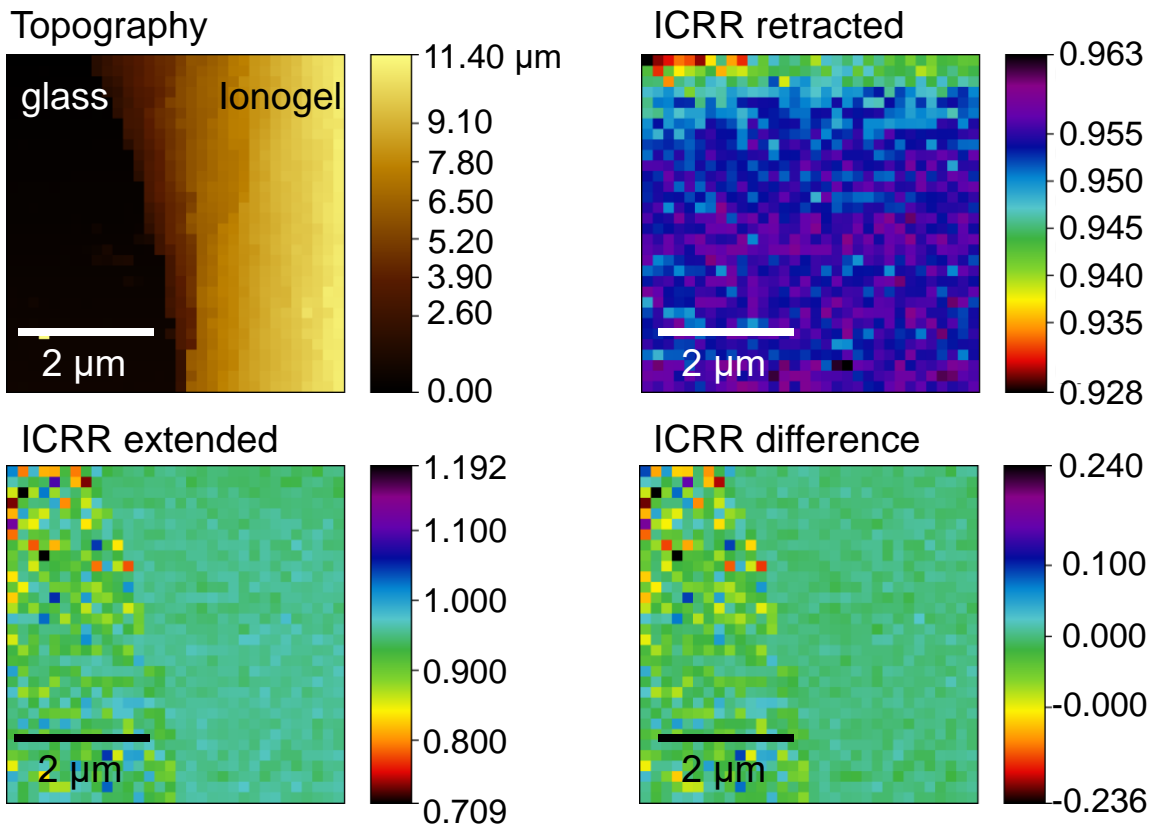 Topography
glass
Ionogel
2 µm
11.40 µm
9.10
7.80
6.50
5.20
3.90
2.60
0.00
ICRR retracted
2 µm
0.963
0.955
0.950
0.945
0.940
0.935
0.928
ICRR extended
2 µm
1.192
1.100
1.000
0.900
0.800
0.709
ICRR difference
2 µm
0.240
0.100
0.000
-0.000
-0.236